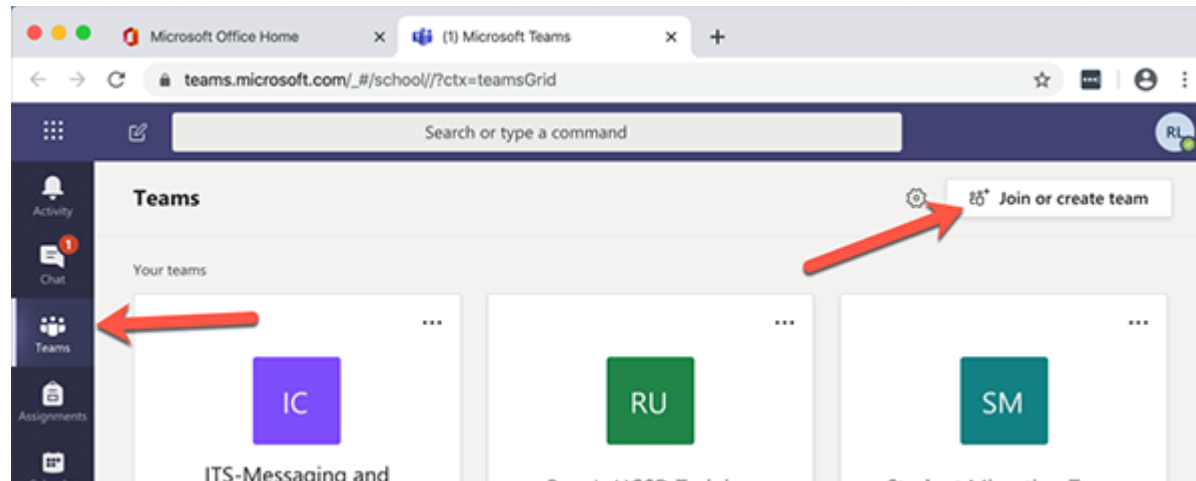 Microsoft Office Home
(1) Microsoft Teams
teams.microsoft.com/_#/school//?ctx=teamsGrid
Search or type a command
RL
Activity
Teams
Join or create team
1
Chat
Your teams
Teams
IC
RU
SM
Assignments
ITS-Messaging and